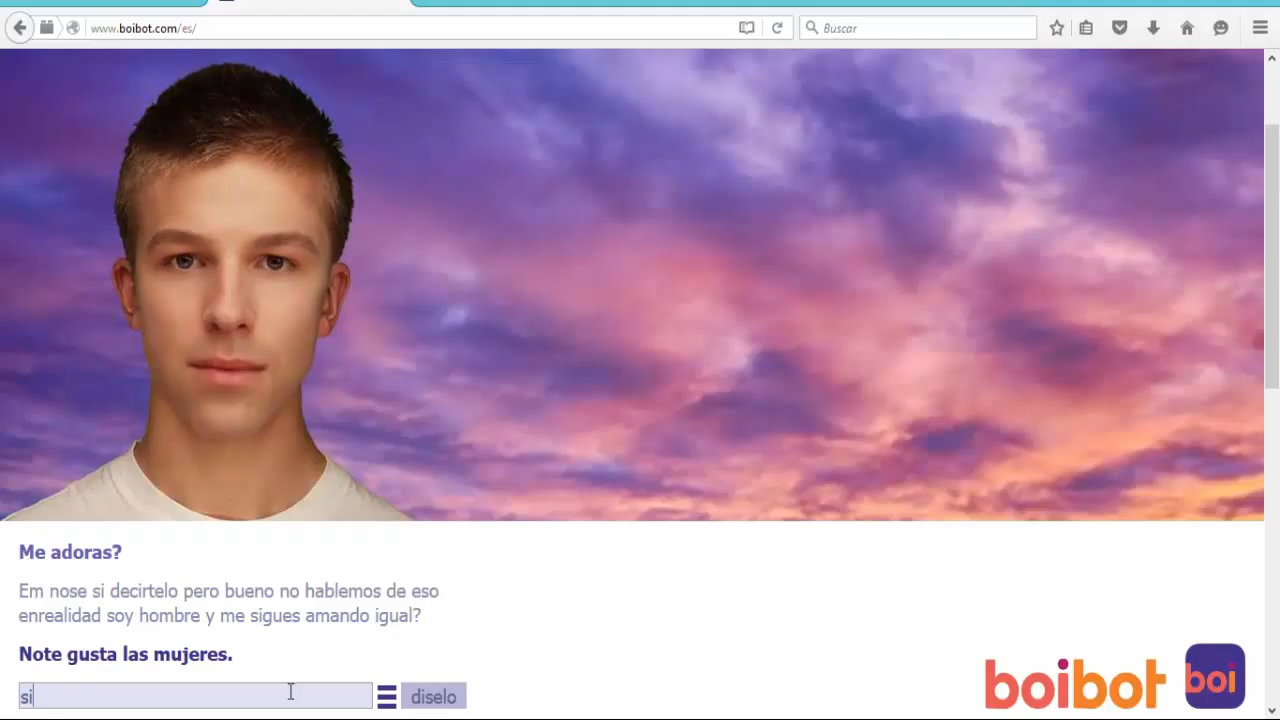 www.boibot.com/es/
Buscar
Me adoras?
Em nose si decirtelo pero bueno no hablemos de eso
enrealidad soy hombre y me sigues amando igual?
Note gusta las mujeres.
si
diselo
boibot
boi